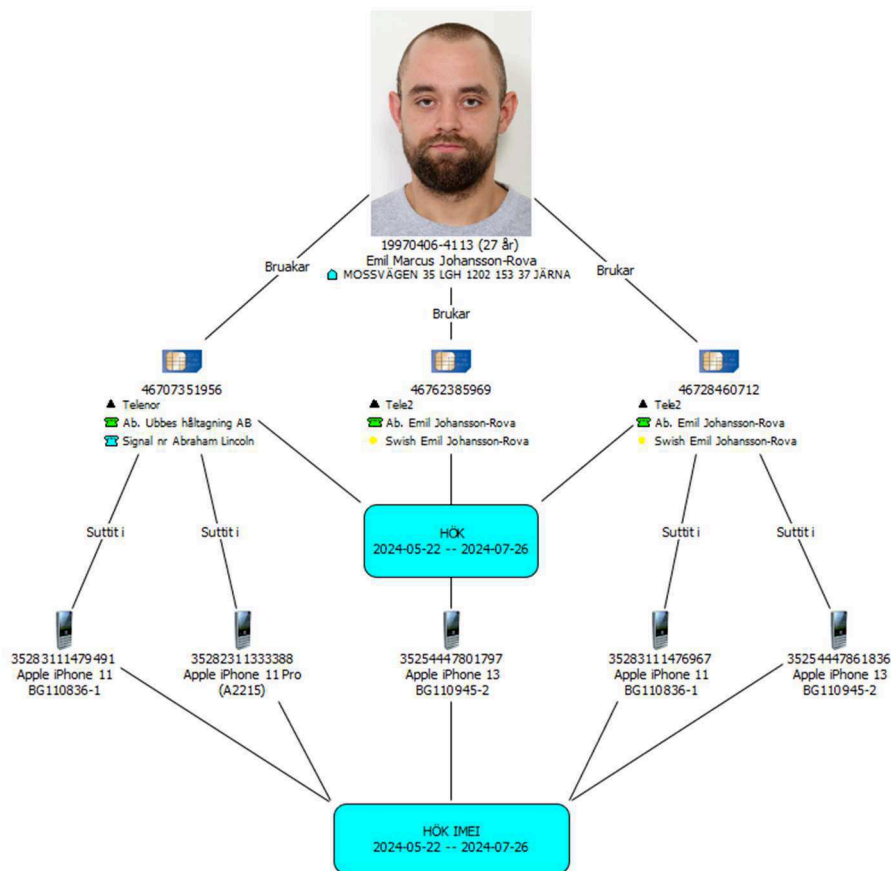 19970406-4113 (27 år)
Emil Marcus Johansson-Rova
MOSSVÄGEN 35 LGH 1202 153 37 JÄRNA
Bruakar
Brukar
Brukar
46707351956
Telenor
Ab. Ubbes håltagning AB
Signal nr Abraham Lincoln
46762385969
Tele2
Ab. Emil Johansson-Rova
Swish Emil Johansson-Rova
46728460712
Tele2
Ab. Emil Johansson-Rova
Swish Emil Johansson-Rova
Suttit i
Suttit i
HÖK
2024-05-22 -- 2024-07-26
Suttit i
Suttit i
35283111479491
Apple iPhone 11
BG110836-1
35282311333388
Apple iPhone 11 Pro
(A2215)
35254447801797
Apple iPhone 13
BG110945-2
35283111476967
Apple iPhone 11
BG110836-1
35254447861836
Apple iPhone 13
BG110945-2
HÖK IMEI
2024-05-22 -- 2024-07-26